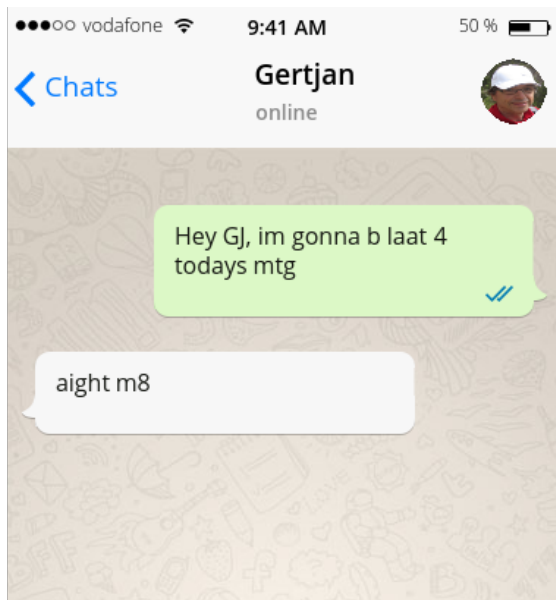 vodafone 9:41 AM 50 %
Chats Gertjan
online
Hey GJ, im gonna b laat 4
todays mtg
aight m8